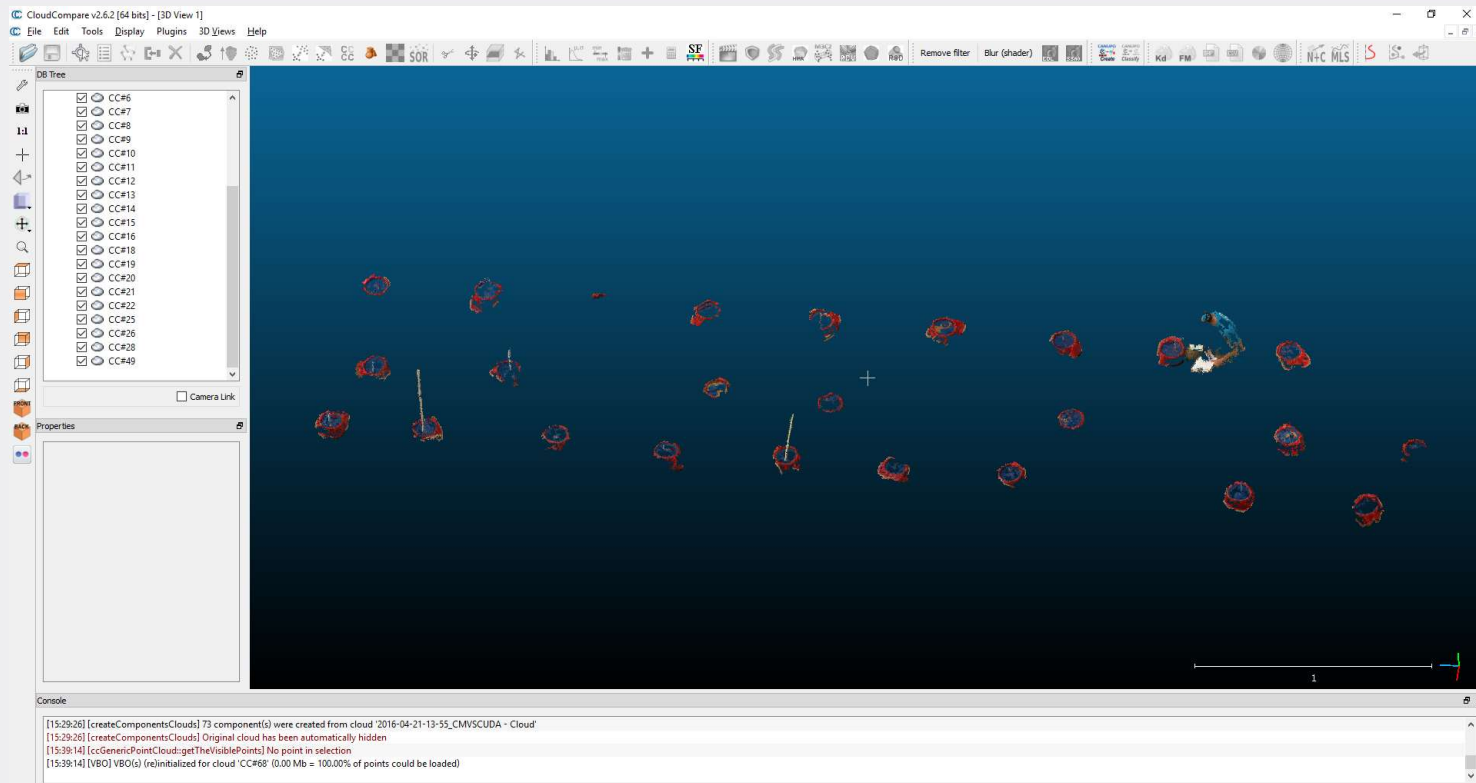 CloudCompare v2.6.2 [64 bits] - [3D View 1]
File Edit Tools Display Plugins 3D Views Help
SOR SF Remove filter Blur (shader) Kd FM N+C MLS
DB Tree
CC#6
CC#7
CC#8
CC#9
CC#10
CC#11
CC#12
CC#13
CC#14
CC#15
CC#16
CC#18
CC#19
CC#20
CC#21
CC#22
CC#25
CC#26
CC#28
CC#49
1:1
FRONT
BACK
Camera Link
Properties
1
Console
[15:29:26] [createComponentsClouds] 73 component(s) were created from cloud '2016-04-21-13-55_CMVSCUDA - Cloud'
[15:29:26] [createComponentsClouds] Original cloud has been automatically hidden
[15:39:14] [ccGenericPointCloud::getTheVisiblePoints] No point in selection
[15:39:14] [VBO] VBO(s) (re)initialized for cloud 'CC#68' (0.00 Mb = 100.00% of points could be loaded)